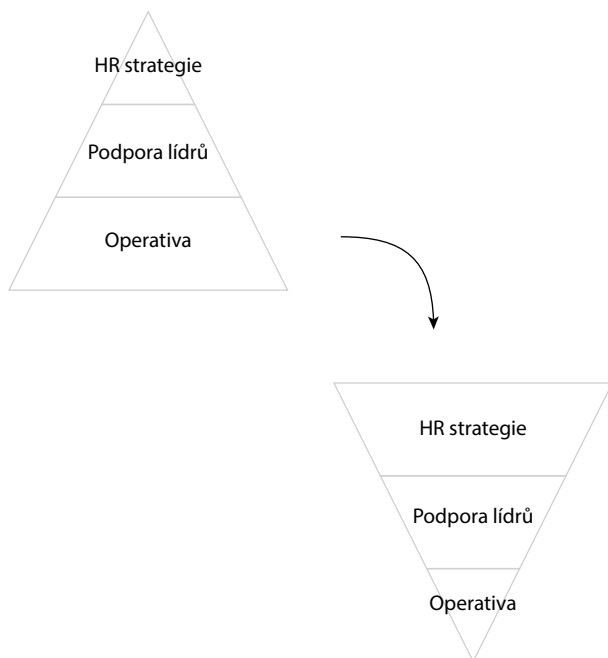 HR strategie
Podpora lídrů
Operativa
HR strategie
Podpora lídrů
Operativa